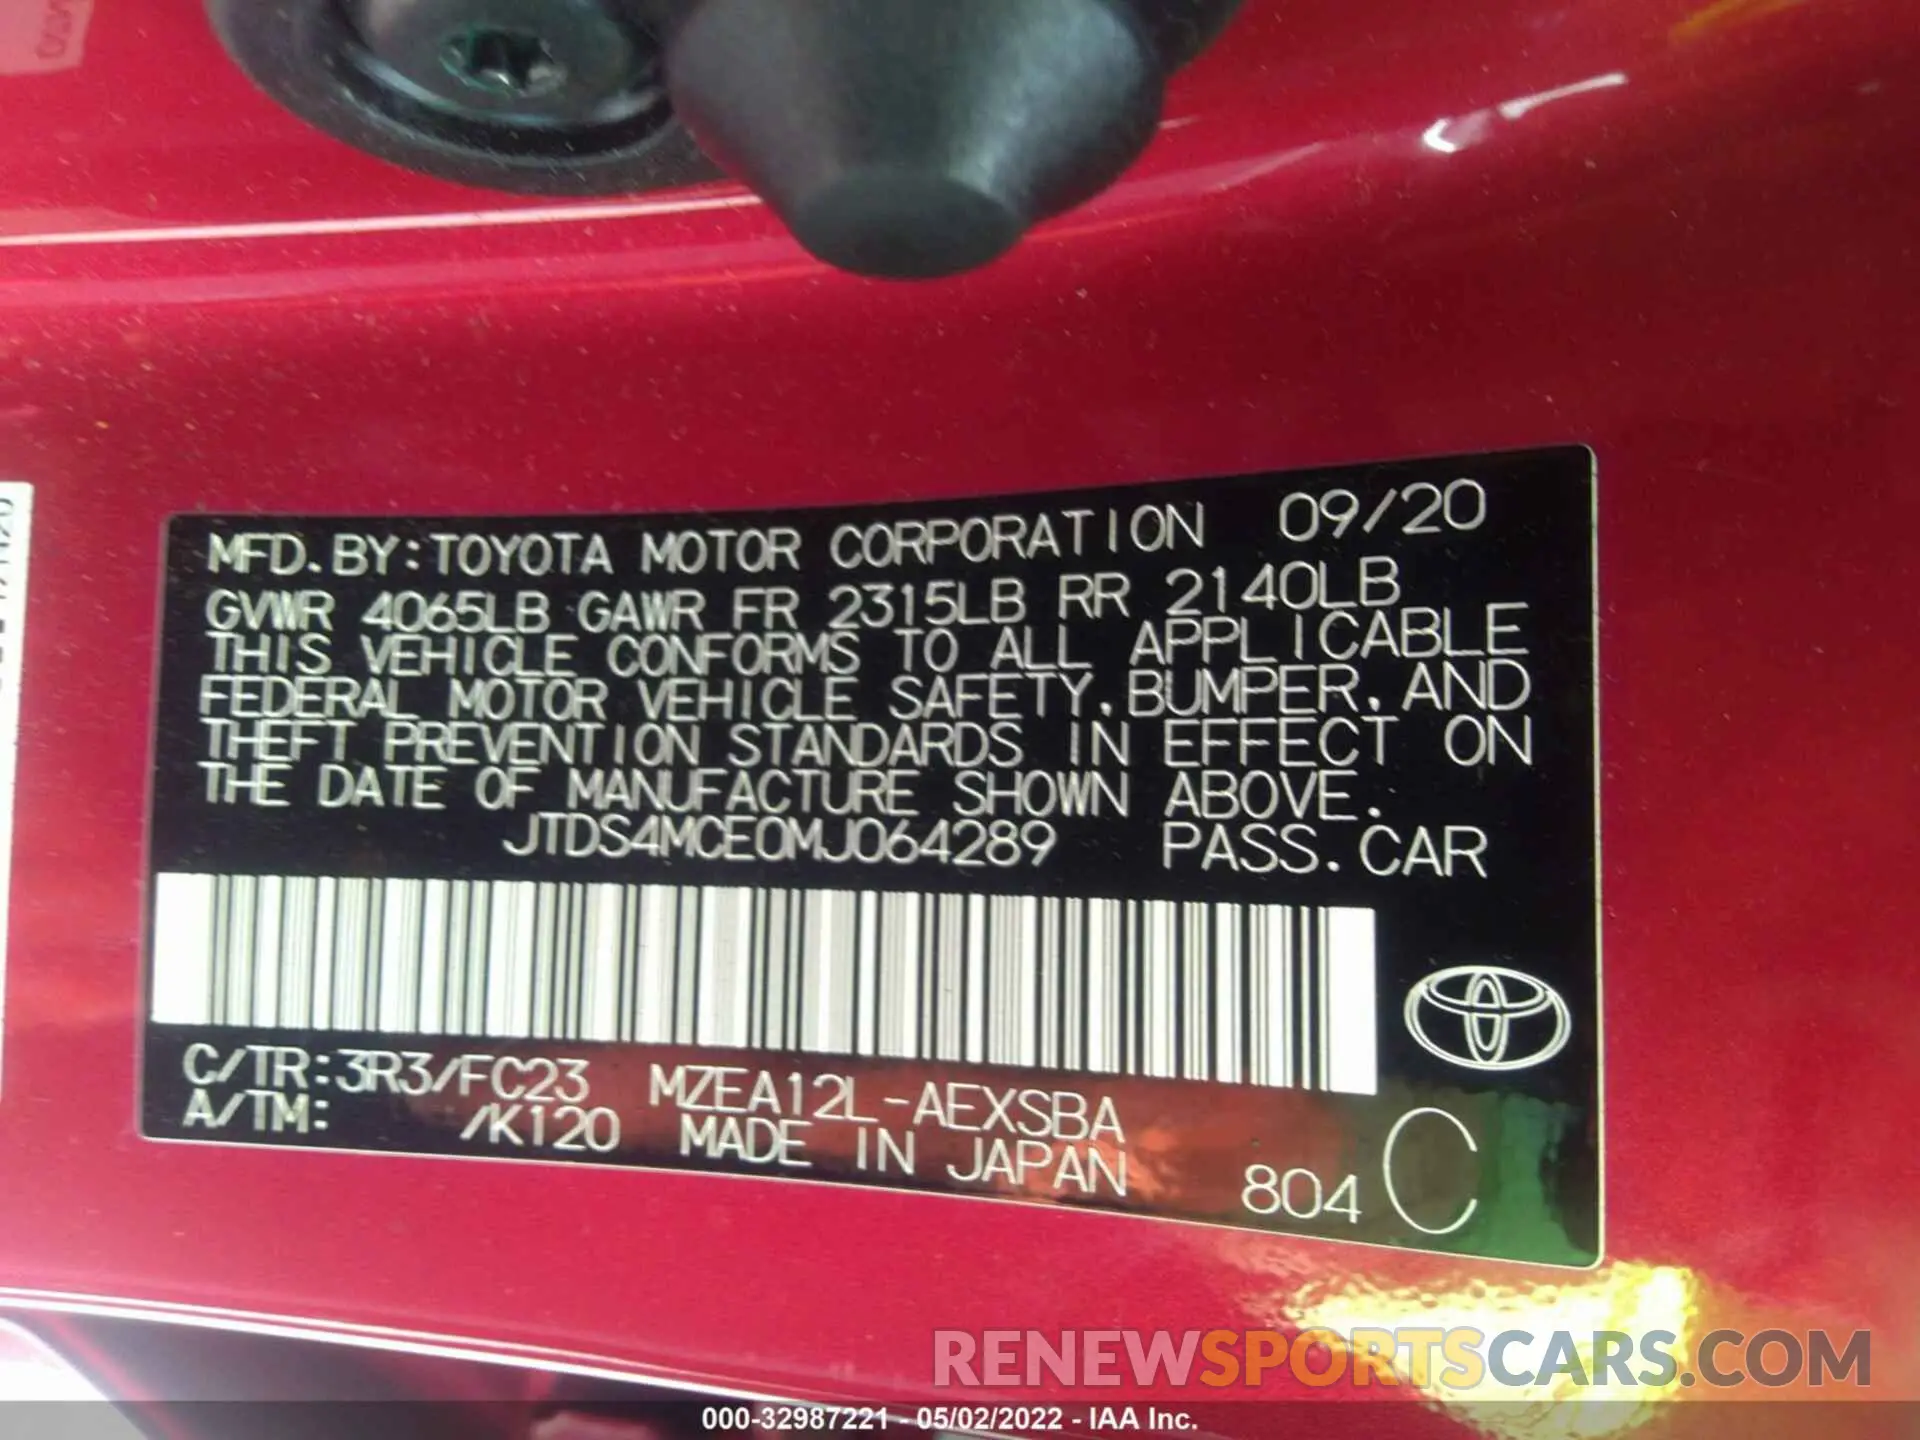 MFD. BY: TOYOTA MOTOR CORPORATION 09/20
GVWR 4065LB GAWR FR 2315LB RR 2140LB
THIS VEHICLE CONFORMS TO ALL APPLICABLE
FEDERAL MOTOR VEHICLE SAFETY, BUMPER, AND
THEFT PREVENTION STANDARDS IN EFFECT ON
THE DATE OF MANUFACTURE SHOWN ABOVE.
JTDS4MCE0MJ064289 PASS. CAR
C/TR: 3R3/FC23 MZEA12L-AEXSBA
A/TM: /K120 MADE IN JAPAN 804 C
RENEWSPORTSCARS.COM
000-32987221 - 05/02/2022 - IAA Inc.